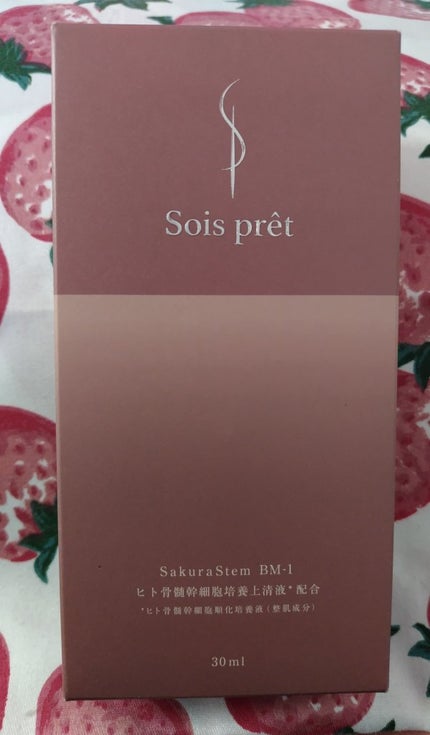 Sois prêt
SakuraStem BM-1
ヒト骨髄幹細胞培養上清液*配合
*ヒト骨髄幹細胞順化培養液(整肌成分)
30ml